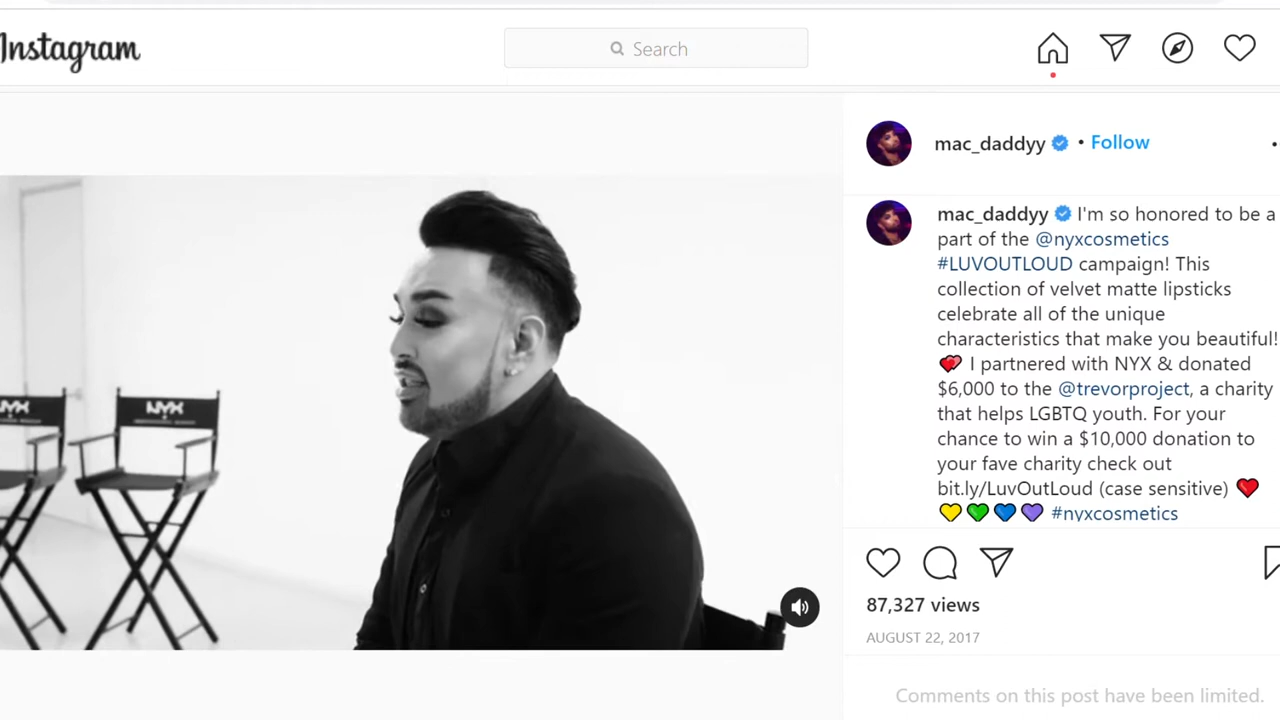 Instagram
Search
mac_daddyy • Follow
mac_daddyy I'm so honored to be a
part of the @nyxcosmetics
#LUVOUTLOUD campaign! This
collection of velvet matte lipsticks
celebrate all of the unique
characteristics that make you beautiful!
💕 I partnered with NYX & donated
$6,000 to the @trevorproject, a charity
that helps LGBTQ youth. For your
chance to win a $10,000 donation to
your fave charity check out
bit.ly/LuvOutLoud (case sensitive) ❤️
💛💚💙💜 #nyxcosmetics
NYX
NYX
87,327 views
AUGUST 22, 2017
Comments on this post have been limited.